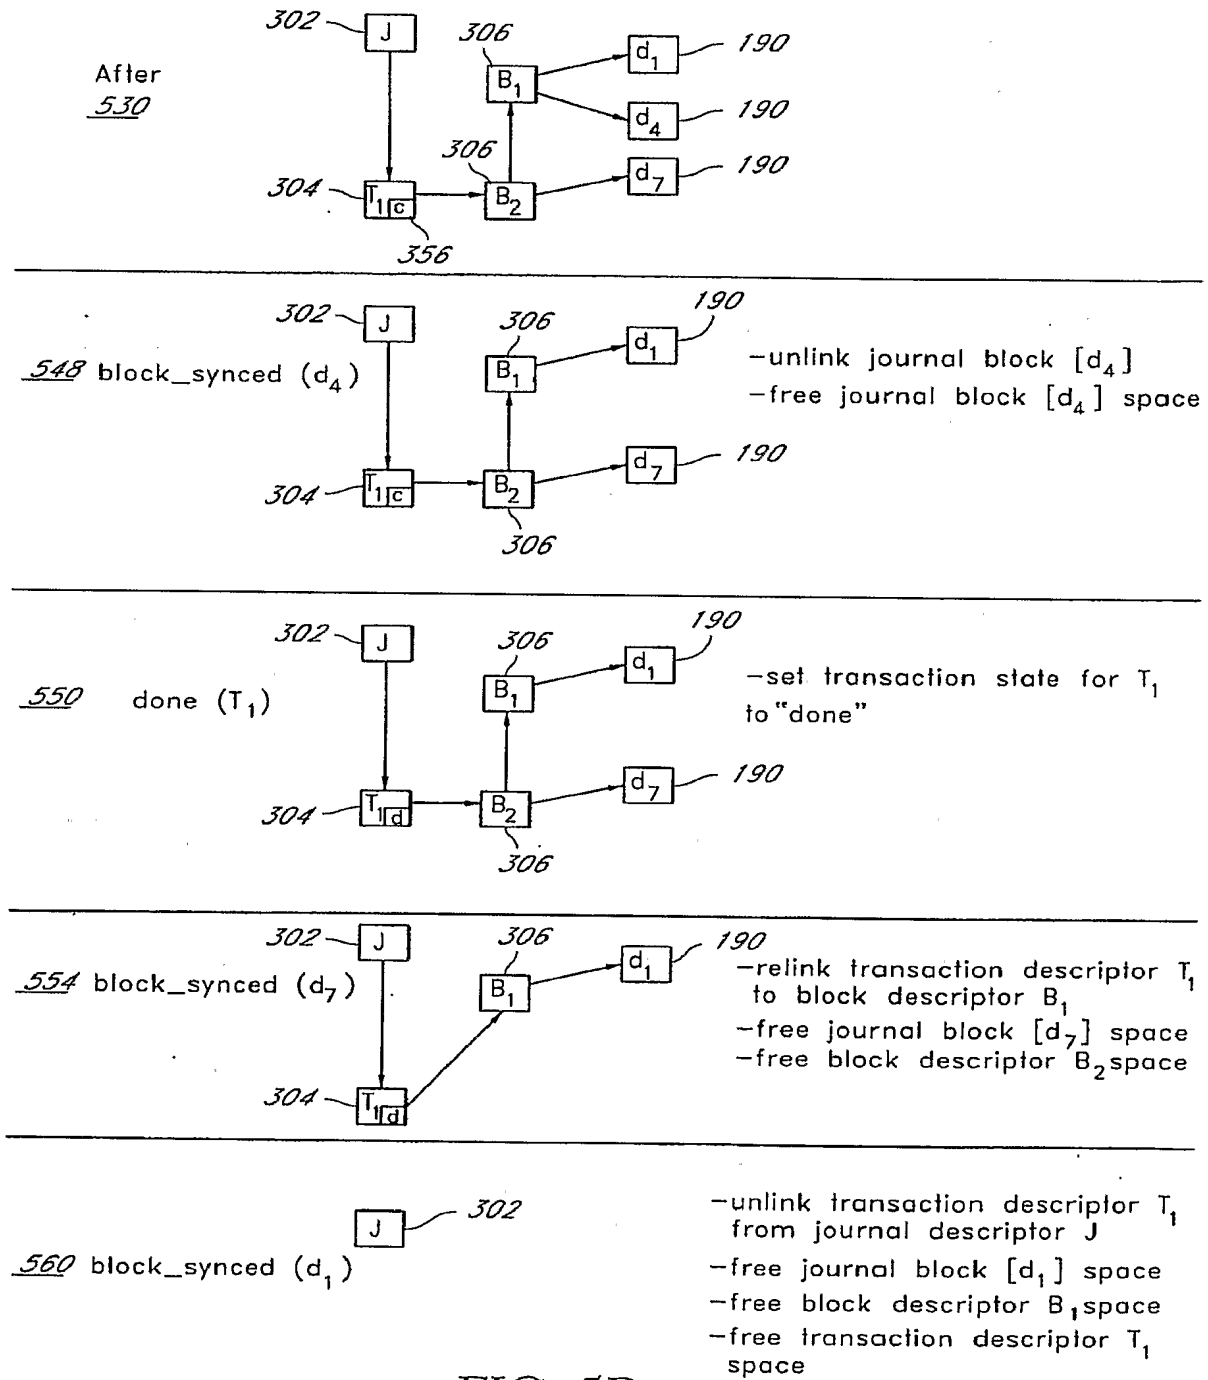 302
J
306
B1
d1
190
After
530
d4
190
306
304
T1 c
B2
d7
190
356
302
J
306
190
d1
548 block_synced (d4)
B1
-unlink journal block [d4]
-free journal block [d4] space
304
T1 c
B2
d7
190
306
302
J
306
190
d1
550 done (T1)
B1
-set transaction state for T1
to "done"
304
T1 d
B2
d7
190
306
302
J
306
190
d1
554 block_synced (d7)
B1
-relink transaction descriptor T1
to block descriptor B1
-free journal block [d7] space
-free block descriptor B2 space
304
T1 d
J
302
560 block_synced (d1)
-unlink transaction descriptor T1
from journal descriptor J
-free journal block [d1] space
-free block descriptor B1 space
-free transaction descriptor T1
space